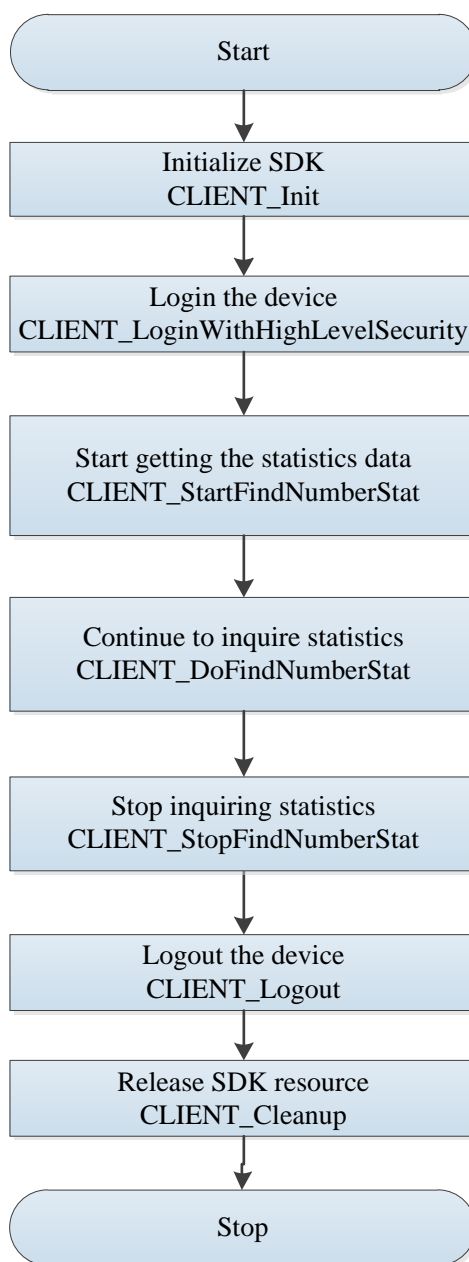 Start
Initialize SDK
CLIENT_Init
Login the device
CLIENT_LoginWithHighLevelSecurity
Start getting the statistics data
CLIENT_StartFindNumberStat
Continue to inquire statistics
CLIENT_DoFindNumberStat
Stop inquiring statistics
CLIENT_StopFindNumberStat
Logout the device
CLIENT_Logout
Release SDK resource
CLIENT_Cleanup
Stop